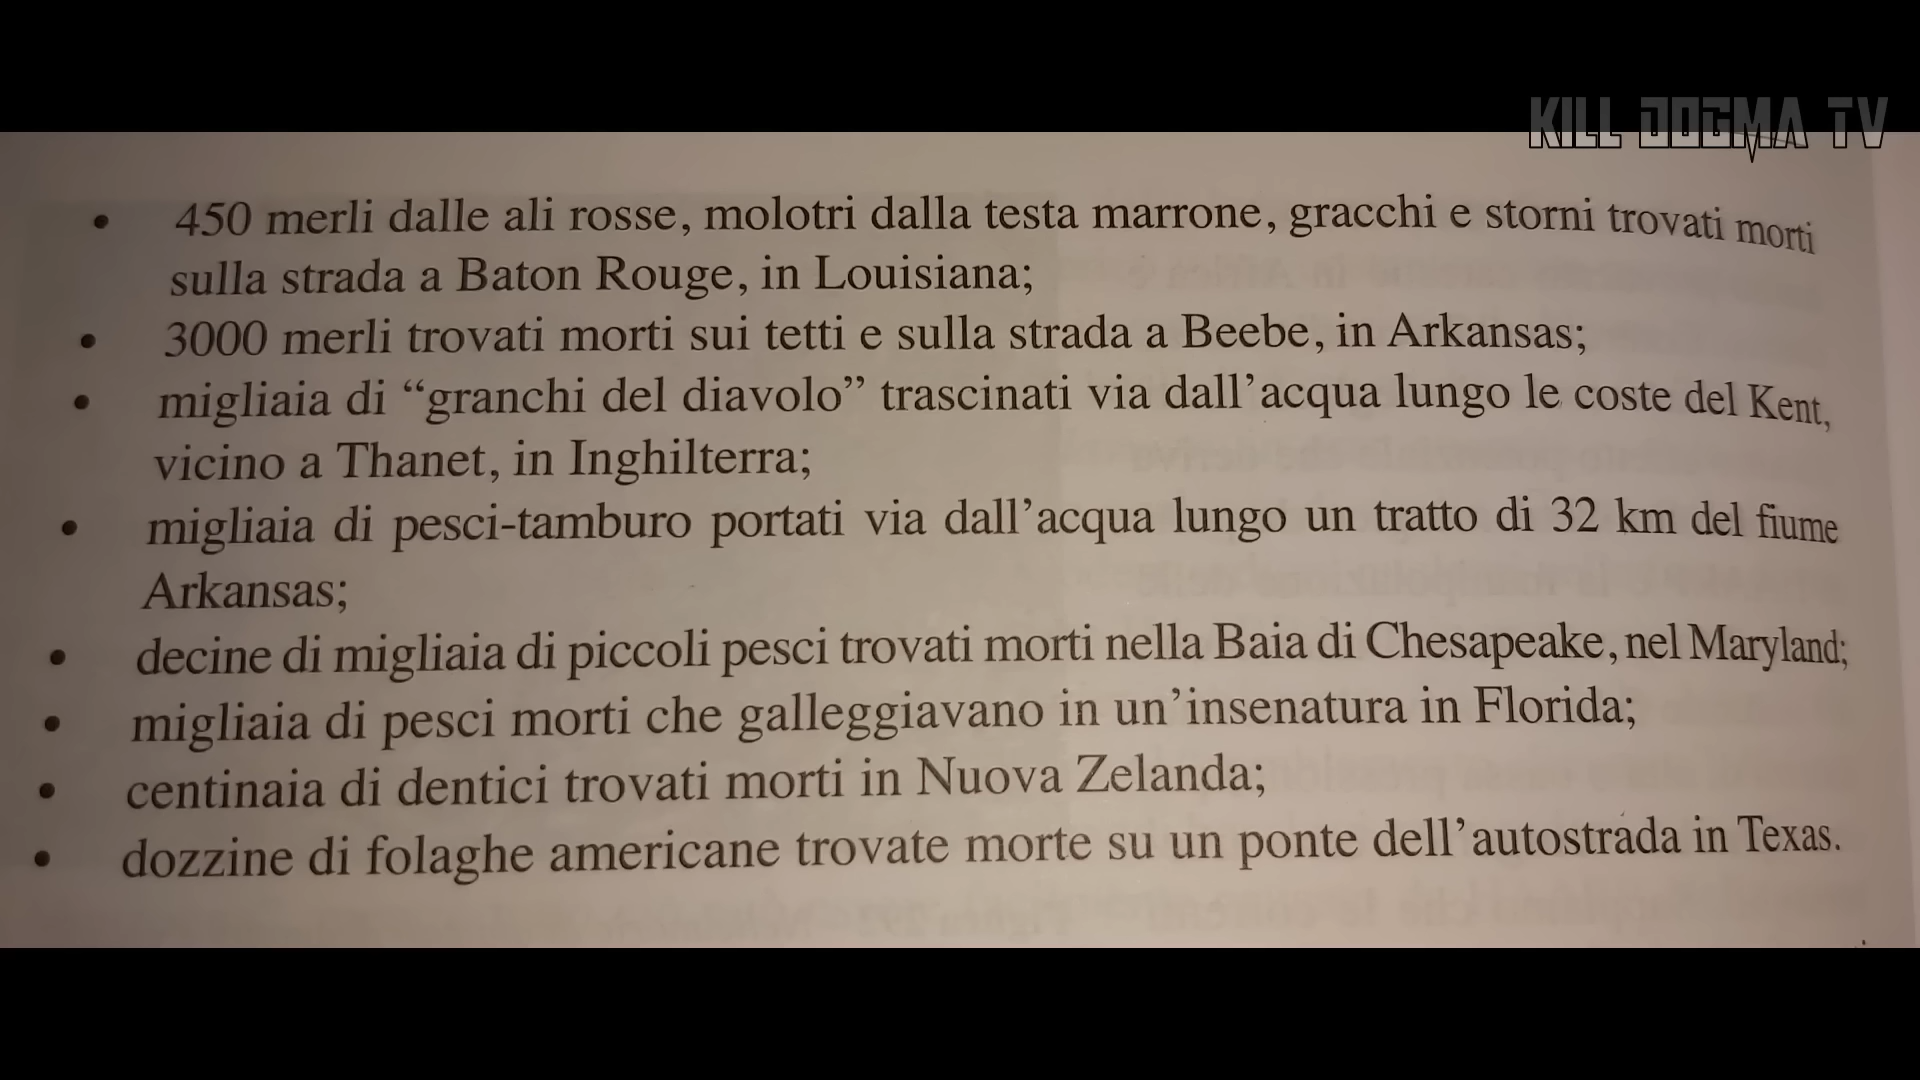 KILL DOGMA TV
• 450 merli dalle ali rosse, molotri dalla testa marrone, gracchi e storni trovati morti
sulla strada a Baton Rouge, in Louisiana;
• 3000 merli trovati morti sui tetti e sulla strada a Beebe, in Arkansas;
• migliaia di “granchi del diavolo” trascinati via dall’acqua lungo le coste del Kent,
vicino a Thanet, in Inghilterra;
• migliaia di pesci-tamburo portati via dall’acqua lungo un tratto di 32 km del fiume
Arkansas;
• decine di migliaia di piccoli pesci trovati morti nella Baia di Chesapeake, nel Maryland;
• migliaia di pesci morti che galleggiavano in un’insenatura in Florida;
• centinaia di dentici trovati morti in Nuova Zelanda;
• dozzine di folaghe americane trovate morte su un ponte dell’autostrada in Texas.